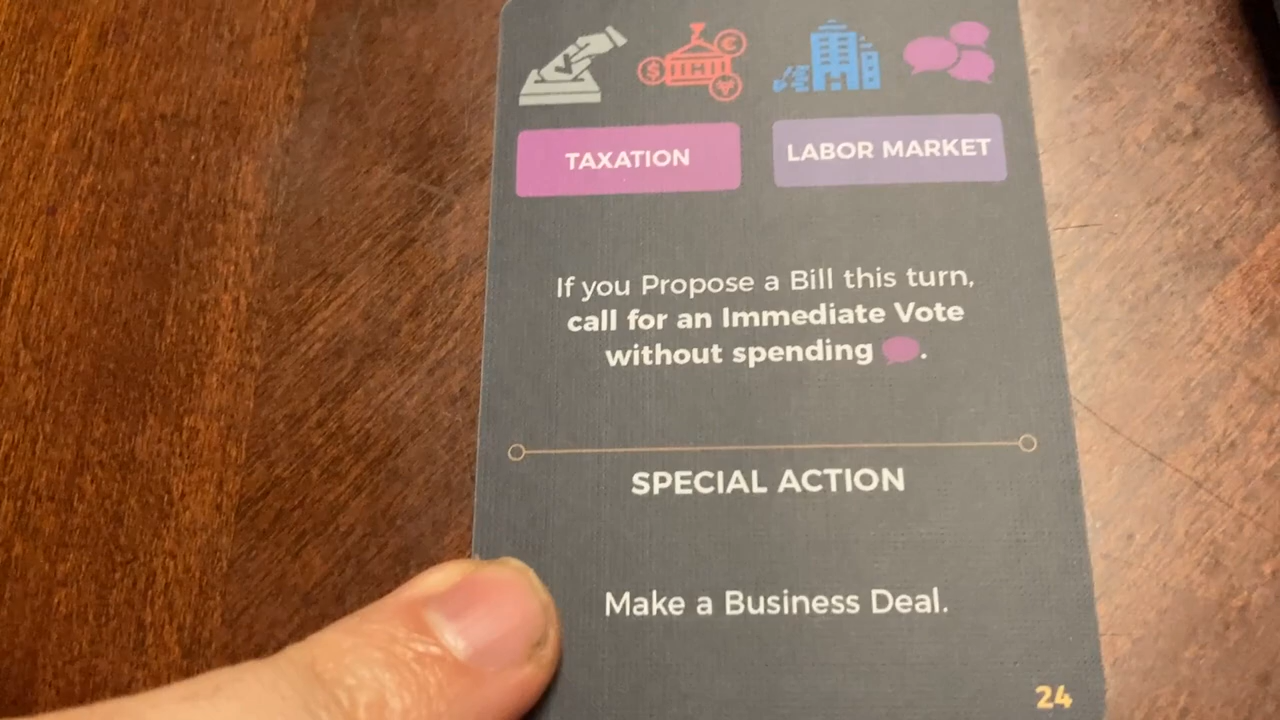 TAXATION
LABOR MARKET
If you Propose a Bill this turn,
call for an Immediate Vote
without spending .
SPECIAL ACTION
Make a Business Deal.
24